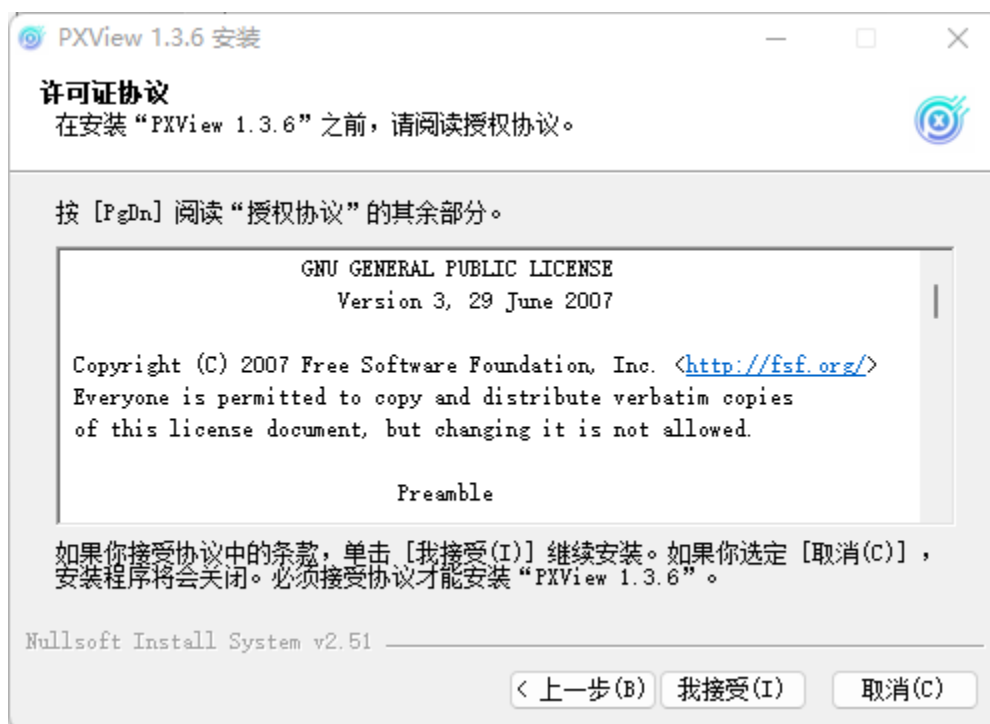 PXView 1.3.6 安装
许可证协议
在安装“PXView 1.3.6”之前，请阅读授权协议。
按 [PgDn] 阅读“授权协议”的其余部分。
GNU GENERAL PUBLIC LICENSE
Version 3, 29 June 2007
Copyright (C) 2007 Free Software Foundation, Inc. <http://fsf.org/>
Everyone is permitted to copy and distribute verbatim copies
of this license document, but changing it is not allowed.
Preamble
如果你接受协议中的条款，单击 [我接受(I)] 继续安装。如果你选定 [取消(C)] ，
安装程序将会关闭。必须接受协议才能安装“PXView 1.3.6”。
Nullsoft Install System v2.51
< 上一步(B) 我接受(I) 取消(C)